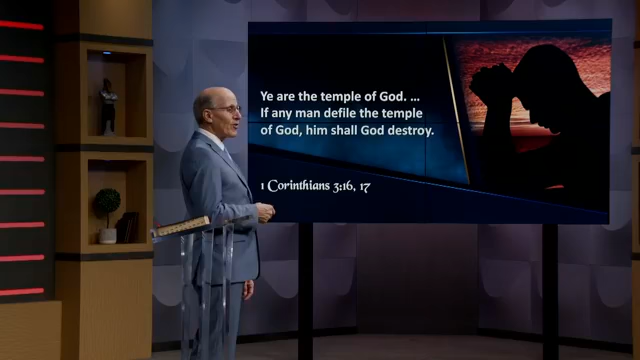 Ye are the temple of God. ...
If any man defile the temple
of God, him shall God destroy.
1 Corinthians 3:16, 17